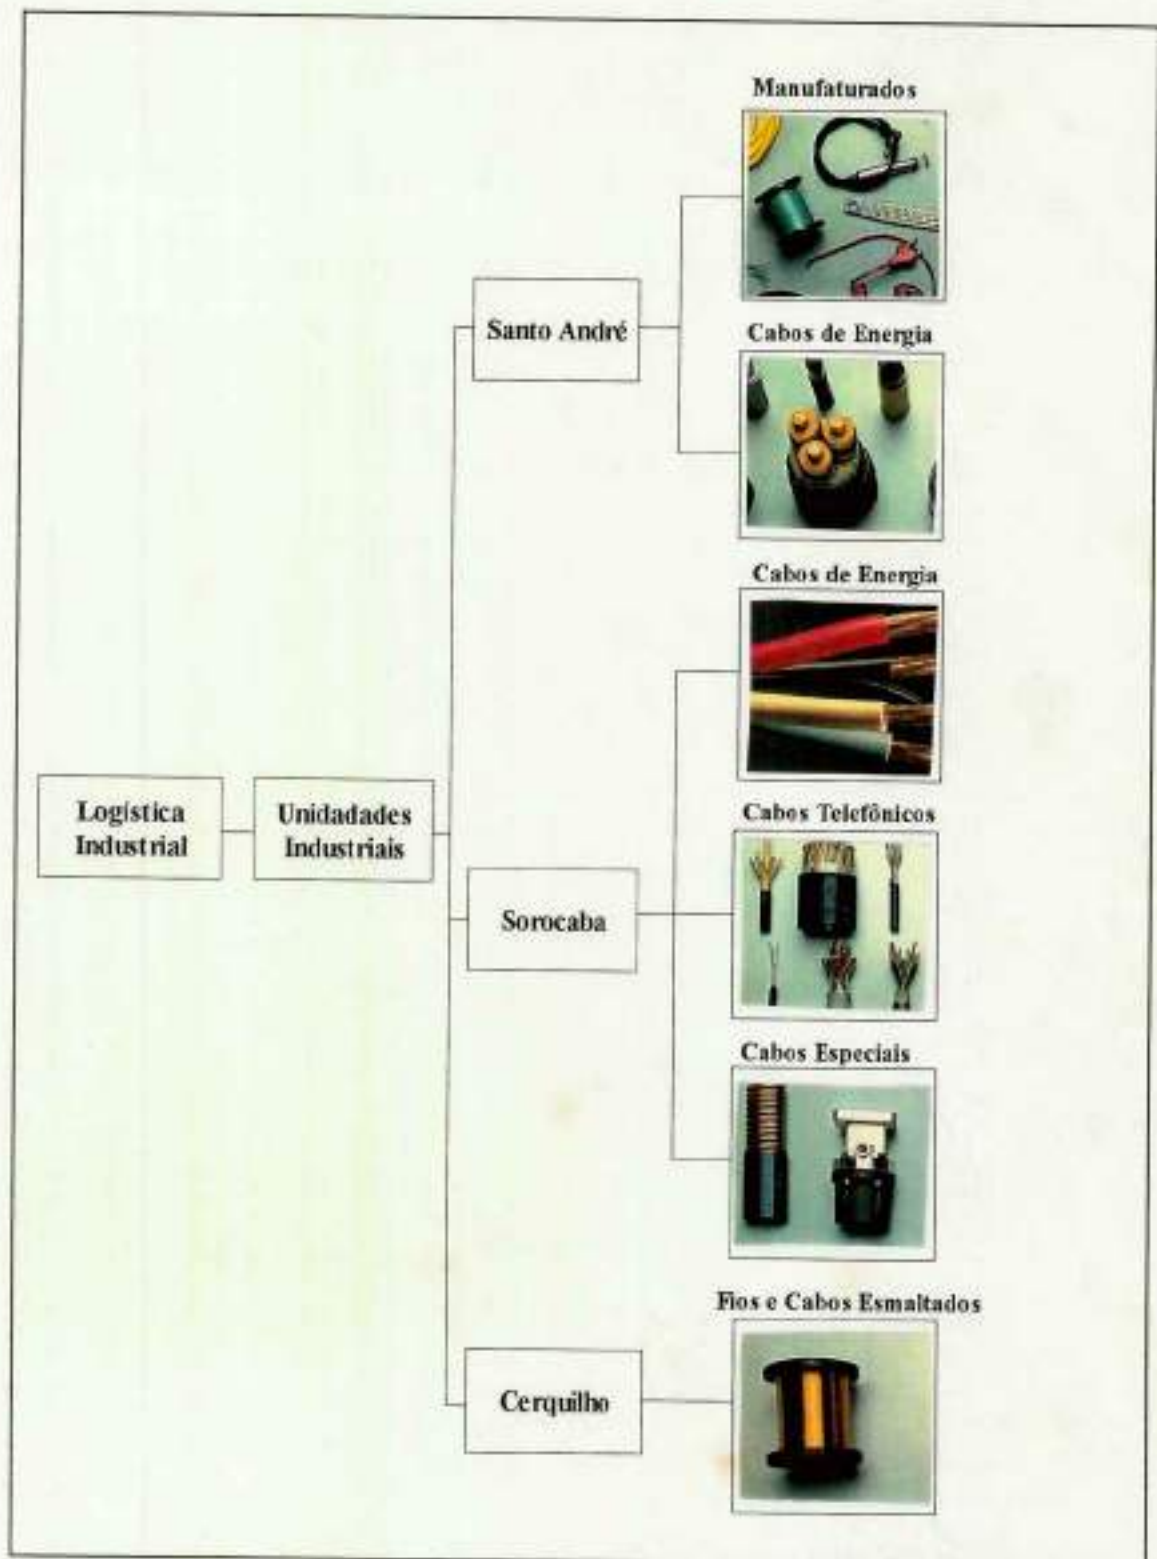 Manufaturados
Santo André
Cabos de Energia
Cabos de Energia
Logística
Industrial
Unidadades
Industriais
Cabos Telefônicos
Sorocaba
Cabos Especiais
Fios e Cabos Esmaltados
Cerquilho